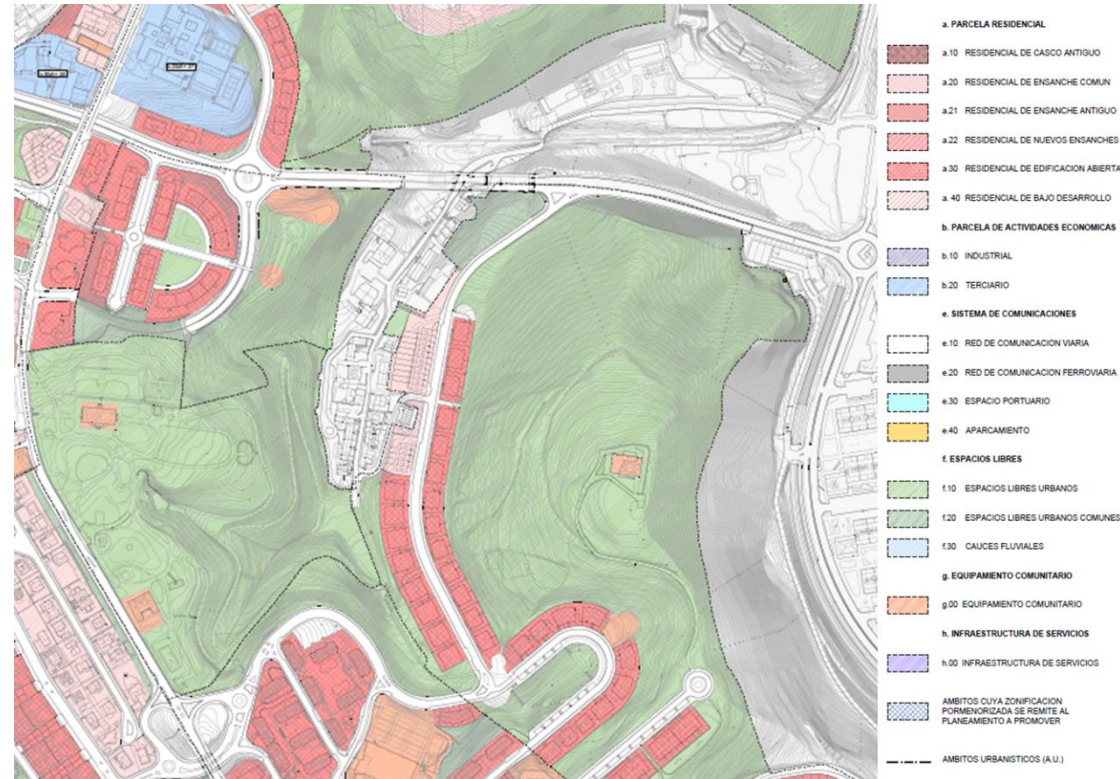 a. PARCELA RESIDENCIAL
a.10 RESIDENCIAL DE CASCO ANTIGUO
a.20 RESIDENCIAL DE ENSANCHE COMUN
a.21 RESIDENCIAL DE ENSANCHE ANTIGUO
a.22 RESIDENCIAL DE NUEVOS ENSANCHES
a.30 RESIDENCIAL DE EDIFICACION ABIERTA
a. 40 RESIDENCIAL DE BAJO DESARROLLO
b. PARCELA DE ACTIVIDADES ECONOMICAS
b.10 INDUSTRIAL
b.20 TERCIARIO
e. SISTEMA DE COMUNICACIONES
e.10 RED DE COMUNICACION VIARIA
e.20 RED DE COMUNICACION FERROVIARIA
e.30 ESPACIO PORTUARIO
e.40 APARCAMIENTO
f. ESPACIOS LIBRES
f.10 ESPACIOS LIBRES URBANOS
f.20 ESPACIOS LIBRES URBANOS COMUNES
f.30 CAUCES FLUVIALES
g. EQUIPAMIENTO COMUNITARIO
g.00 EQUIPAMIENTO COMUNITARIO
h. INFRAESTRUCTURA DE SERVICIOS
h.00 INFRAESTRUCTURA DE SERVICIOS
AMBITOS CUYA ZONIFICACION
PORMENORIZADA SE REMITE AL
PLANEAMIENTO A PROMOVER
AMBITOS URBANISTICOS (A.U.)